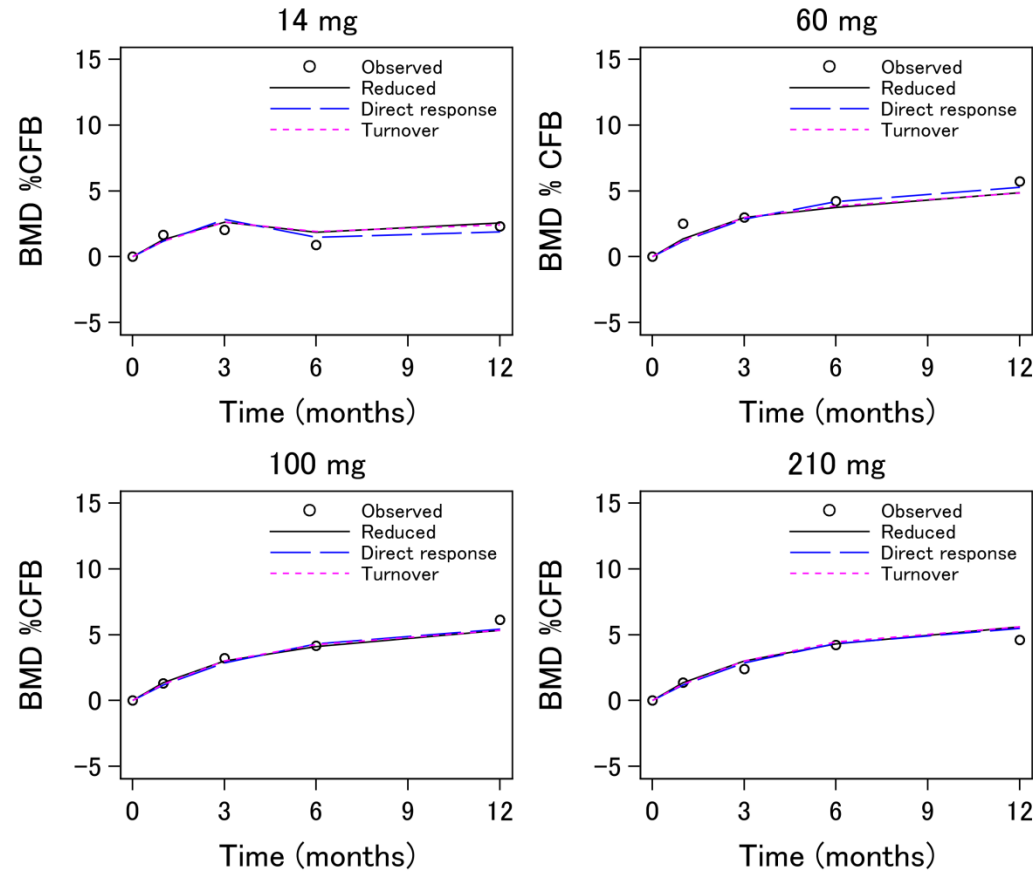 14 mg
15
10
5
0
−5
BMD %CFB
Observed
Reduced
Direct response
Turnover
0 3 6 9 12
Time (months)
60 mg
15
10
5
0
−5
BMD % CFB
Observed
Reduced
Direct response
Turnover
0 3 6 9 12
Time (months)
100 mg
15
10
5
0
−5
BMD %CFB
Observed
Reduced
Direct response
Turnover
0 3 6 9 12
Time (months)
210 mg
15
10
5
0
−5
BMD %CFB
Observed
Reduced
Direct response
Turnover
0 3 6 9 12
Time (months)